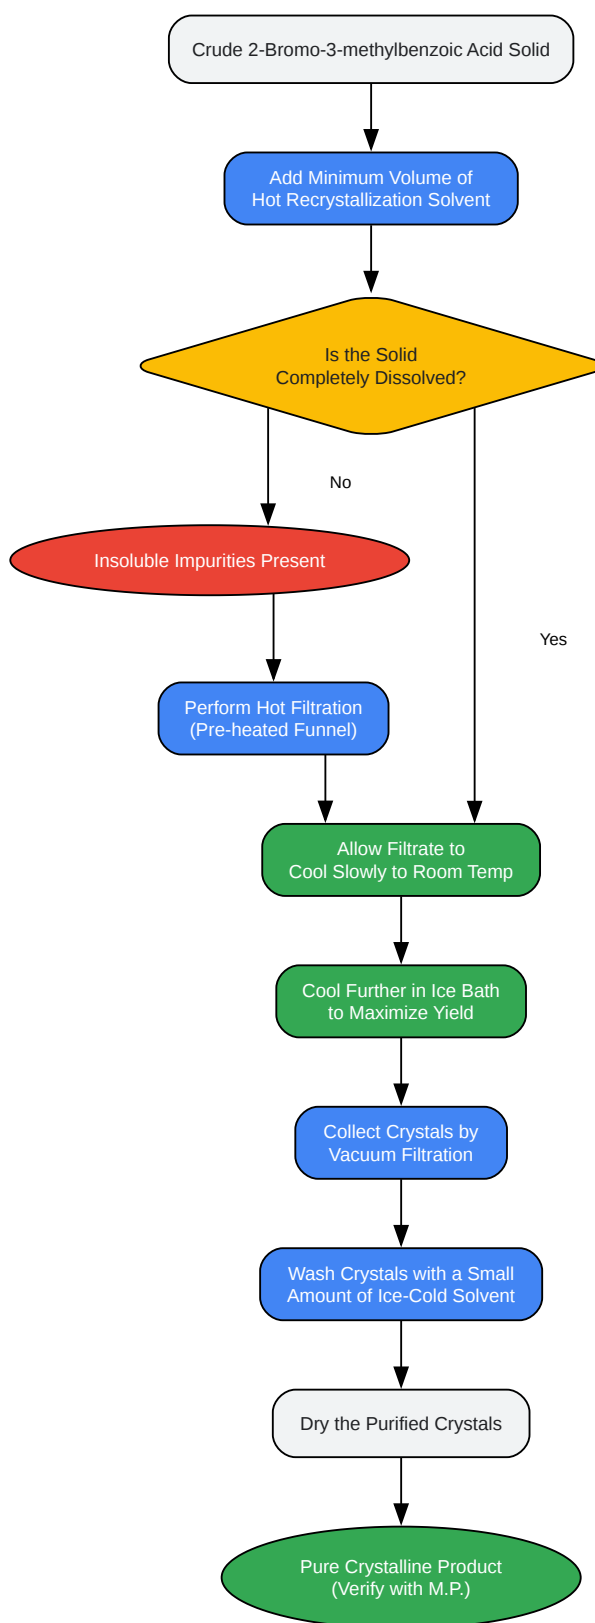 Crude 2-Bromo-3-methylbenzoic Acid Solid
Add Minimum Volume of
Hot Recrystallization Solvent
Is the Solid
Completely Dissolved?
No
Insoluble Impurities Present
Yes
Perform Hot Filtration
(Pre-heated Funnel)
Allow Filtrate to
Cool Slowly to Room Temp
Cool Further in Ice Bath
to Maximize Yield
Collect Crystals by
Vacuum Filtration
Wash Crystals with a Small
Amount of Ice-Cold Solvent
Dry the Purified Crystals
Pure Crystalline Product
(Verify with M.P.)